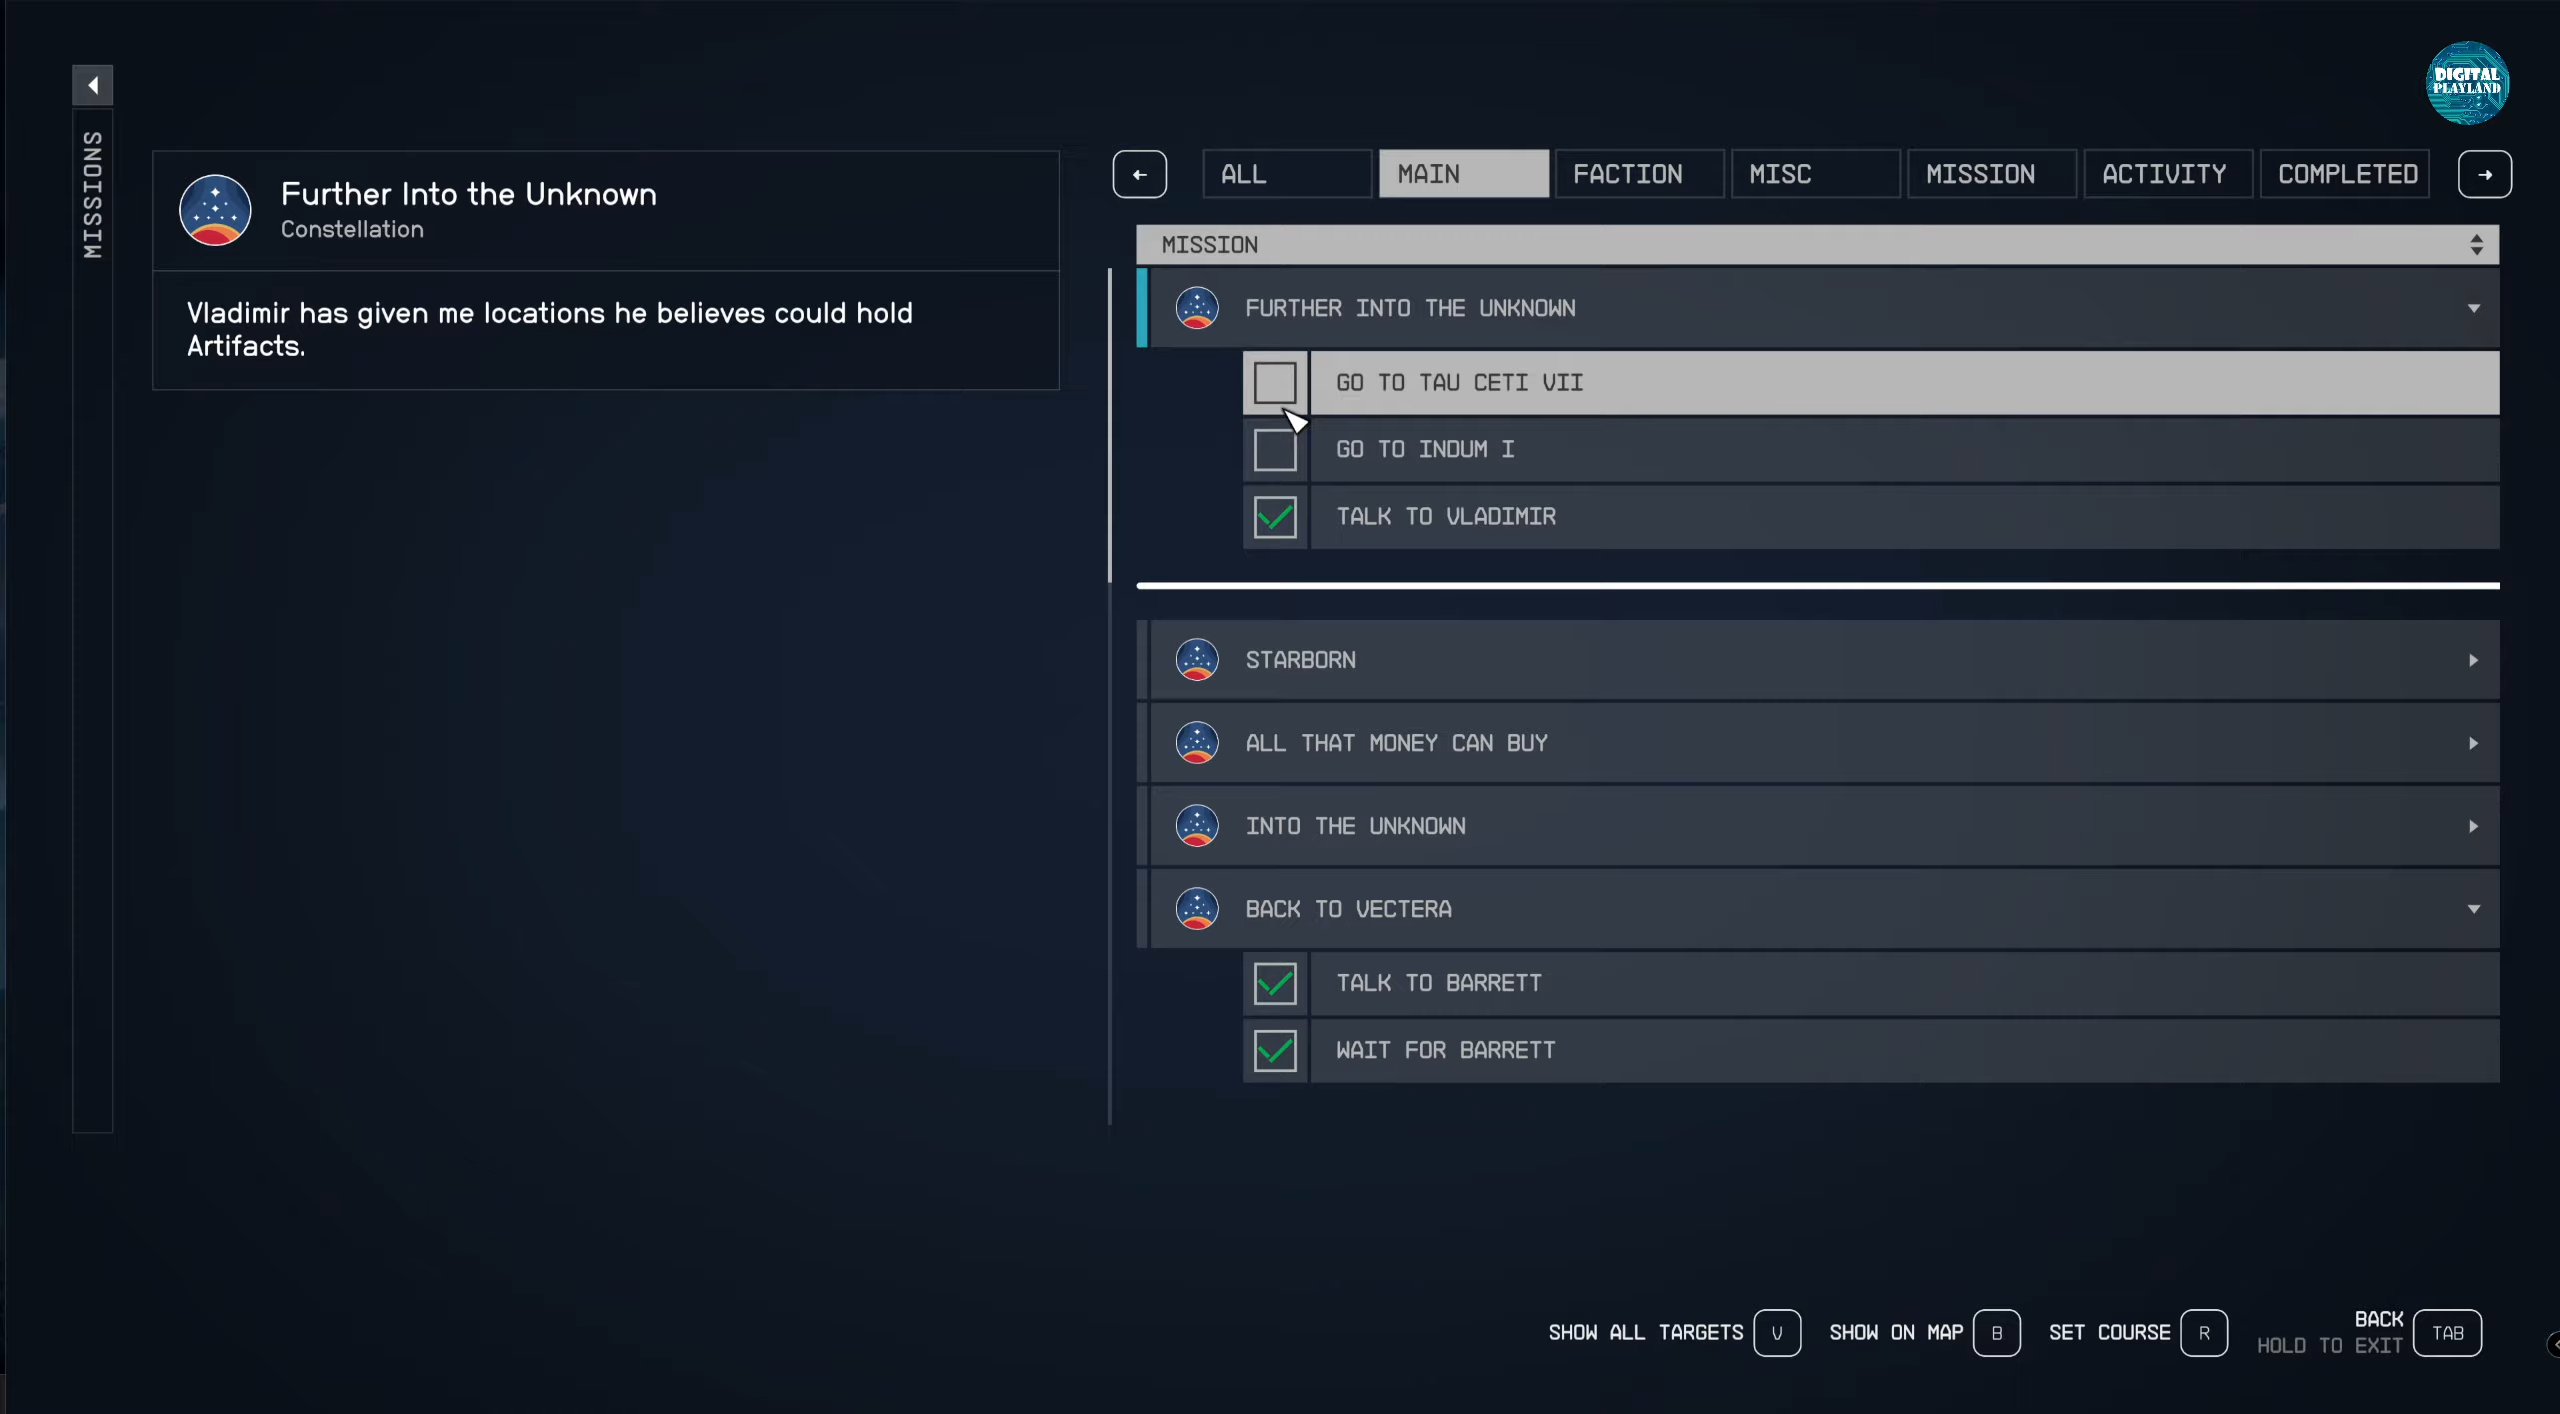 DIGITAL
PLAYLAND
MISSIONS
Further Into the Unknown
Constellation
Vladimir has given me locations he believes could hold
Artifacts.
ALL
MAIN
FACTION
MISC
MISSION
ACTIVITY
COMPLETED
MISSION
FURTHER INTO THE UNKNOWN
GO TO TAU CETI VII
GO TO INDUM I
TALK TO VLADIMIR
STARBORN
ALL THAT MONEY CAN BUY
INTO THE UNKNOWN
BACK TO VECTERA
TALK TO BARRETT
WAIT FOR BARRETT
SHOW ALL TARGETS V
SHOW ON MAP B
SET COURSE R
BACK
HOLD TO EXIT
TAB